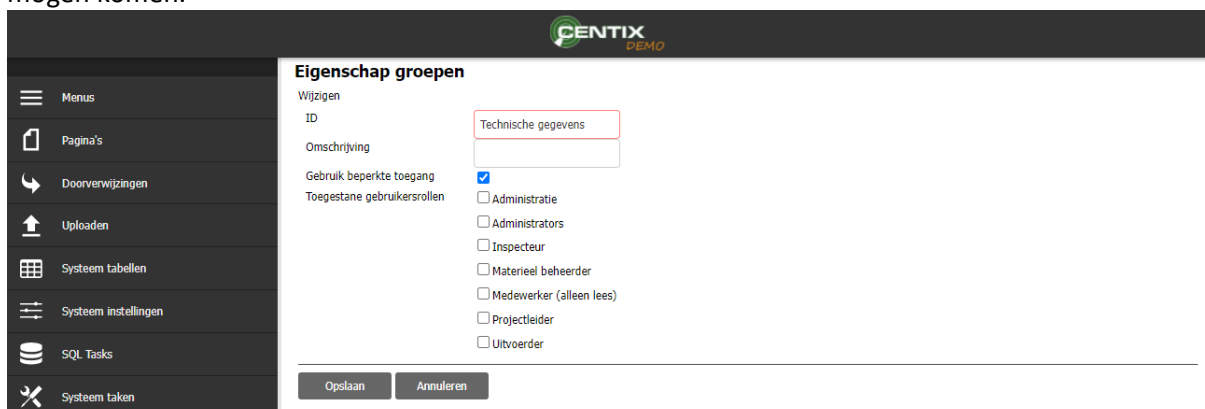 mogen komen.
CENTIX
DEMO
Eigenschap groepen
Wijzigen
ID
Technische gegevens
Omschrijving
Gebruik beperkte toegang
Toegestane gebruikersrollen
Administratie
Administrators
Inspecteur
Materieel beheerder
Medewerker (alleen lees)
Projectleider
Uitvoerder
Opslaan
Annuleren
Menus
Pagina's
Doorverwijzingen
Uploaden
Systeem tabellen
Systeem instellingen
SQL Tasks
Systeem taken